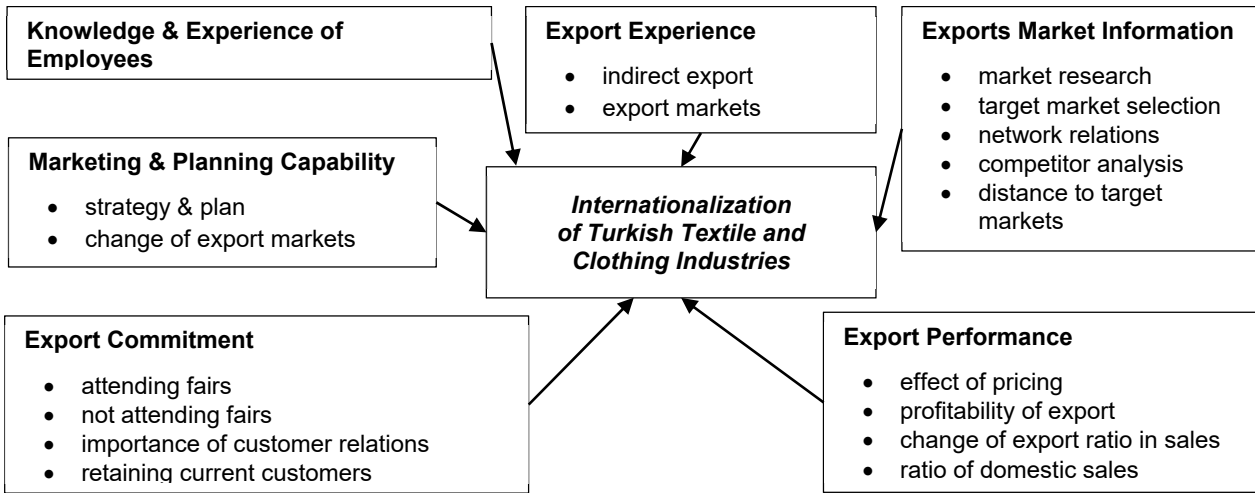 Knowledge & Experience of
Employees
Export Experience
• indirect export
• export markets
Exports Market Information
• market research
• target market selection
• network relations
• competitor analysis
• distance to target
markets
Marketing & Planning Capability
• strategy & plan
• change of export markets
Internationalization
of Turkish Textile and
Clothing Industries
Export Commitment
• attending fairs
• not attending fairs
• importance of customer relations
• retaining current customers
Export Performance
• effect of pricing
• profitability of export
• change of export ratio in sales
• ratio of domestic sales